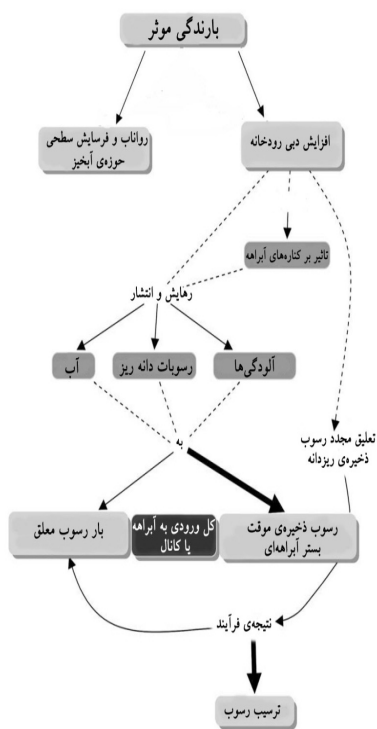 بارندگی موثر
افزایش دبی رودخانه
رواناب و فرسایش سطحی
حوزه‌ی آبخیز
تاثیر بر کناره‌های آبراهه
رهایش و انتشار
آلودگی‌ها
رسوبات دانه ریز
آب
تعلیق مجدد رسوب
ذخیره‌ی ریزدانه
به
رسوب ذخیره‌ی موقت
بستر آبراهه‌ای
کل ورودی به آبراهه
یا کانال
بار رسوب معلق
نتیجه‌ی فرآیند
ترسیب رسوب